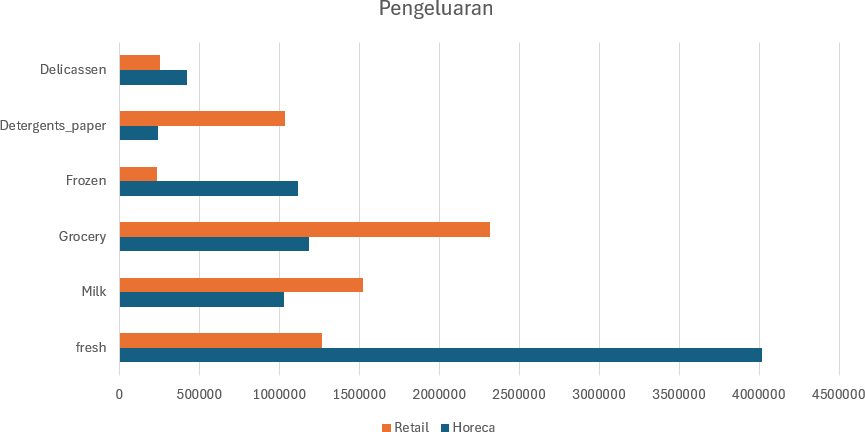 Pengeluaran
Delicassen
Detergents_paper
Frozen
Grocery
Milk
fresh
0 500000 1000000 1500000 2000000 2500000 3000000 3500000 4000000 4500000
Retail Horeca